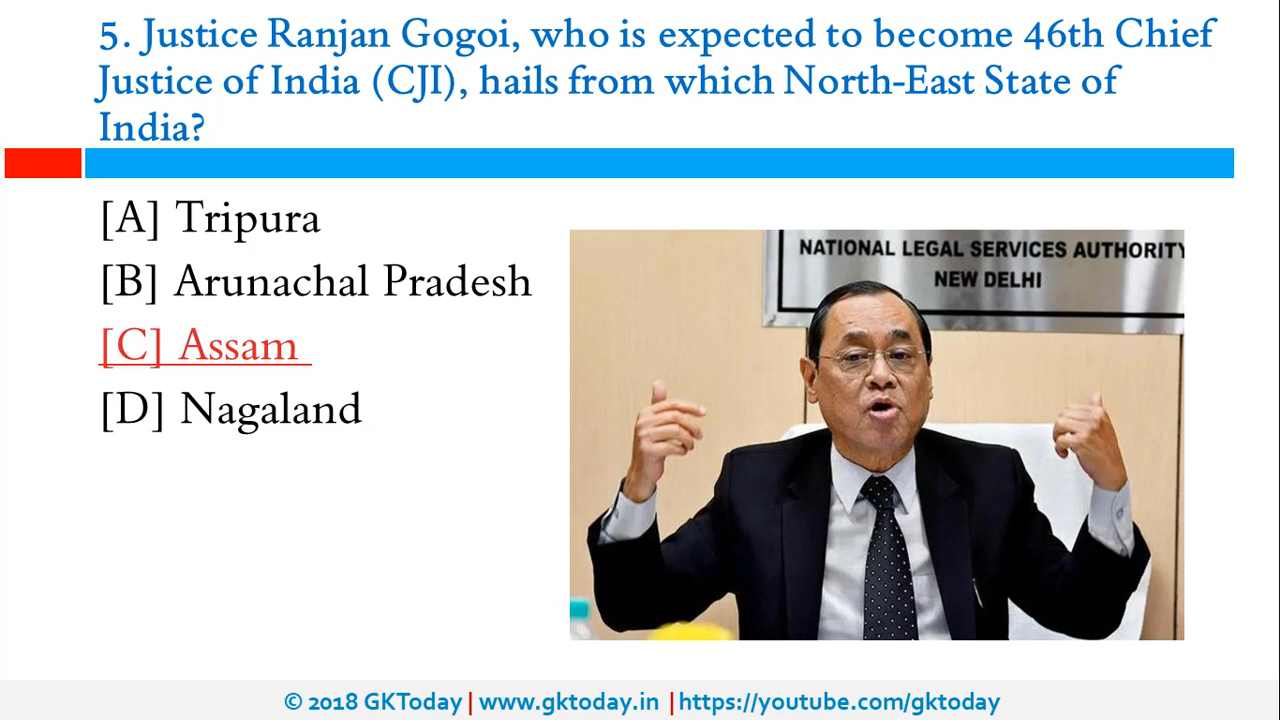 5. Justice Ranjan Gogoi, who is expected to become 46th Chief
Justice of India (CJI), hails from which North-East State of
India?
[A] Tripura
[B] Arunachal Pradesh
[C] Assam
[D] Nagaland
NATIONAL LEGAL SERVICES AUTHORITY
NEW DELHI
© 2018 GKToday | www.gktoday.in | https://youtube.com/gktoday